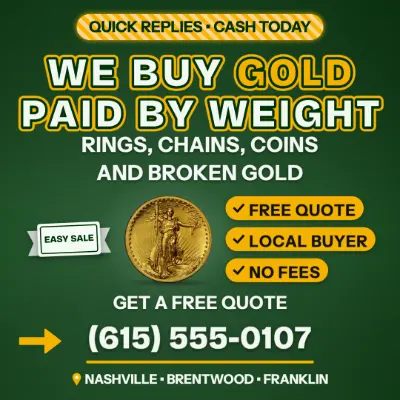 QUICK REPLIES • CASH TODAY
WE BUY GOLD
PAID BY WEIGHT
RINGS, CHAINS, COINS
AND BROKEN GOLD
EASY SALE
✓ FREE QUOTE
✓ LOCAL BUYER
✓ NO FEES
GET A FREE QUOTE
(615) 555-0107
NASHVILLE • BRENTWOOD • FRANKLIN